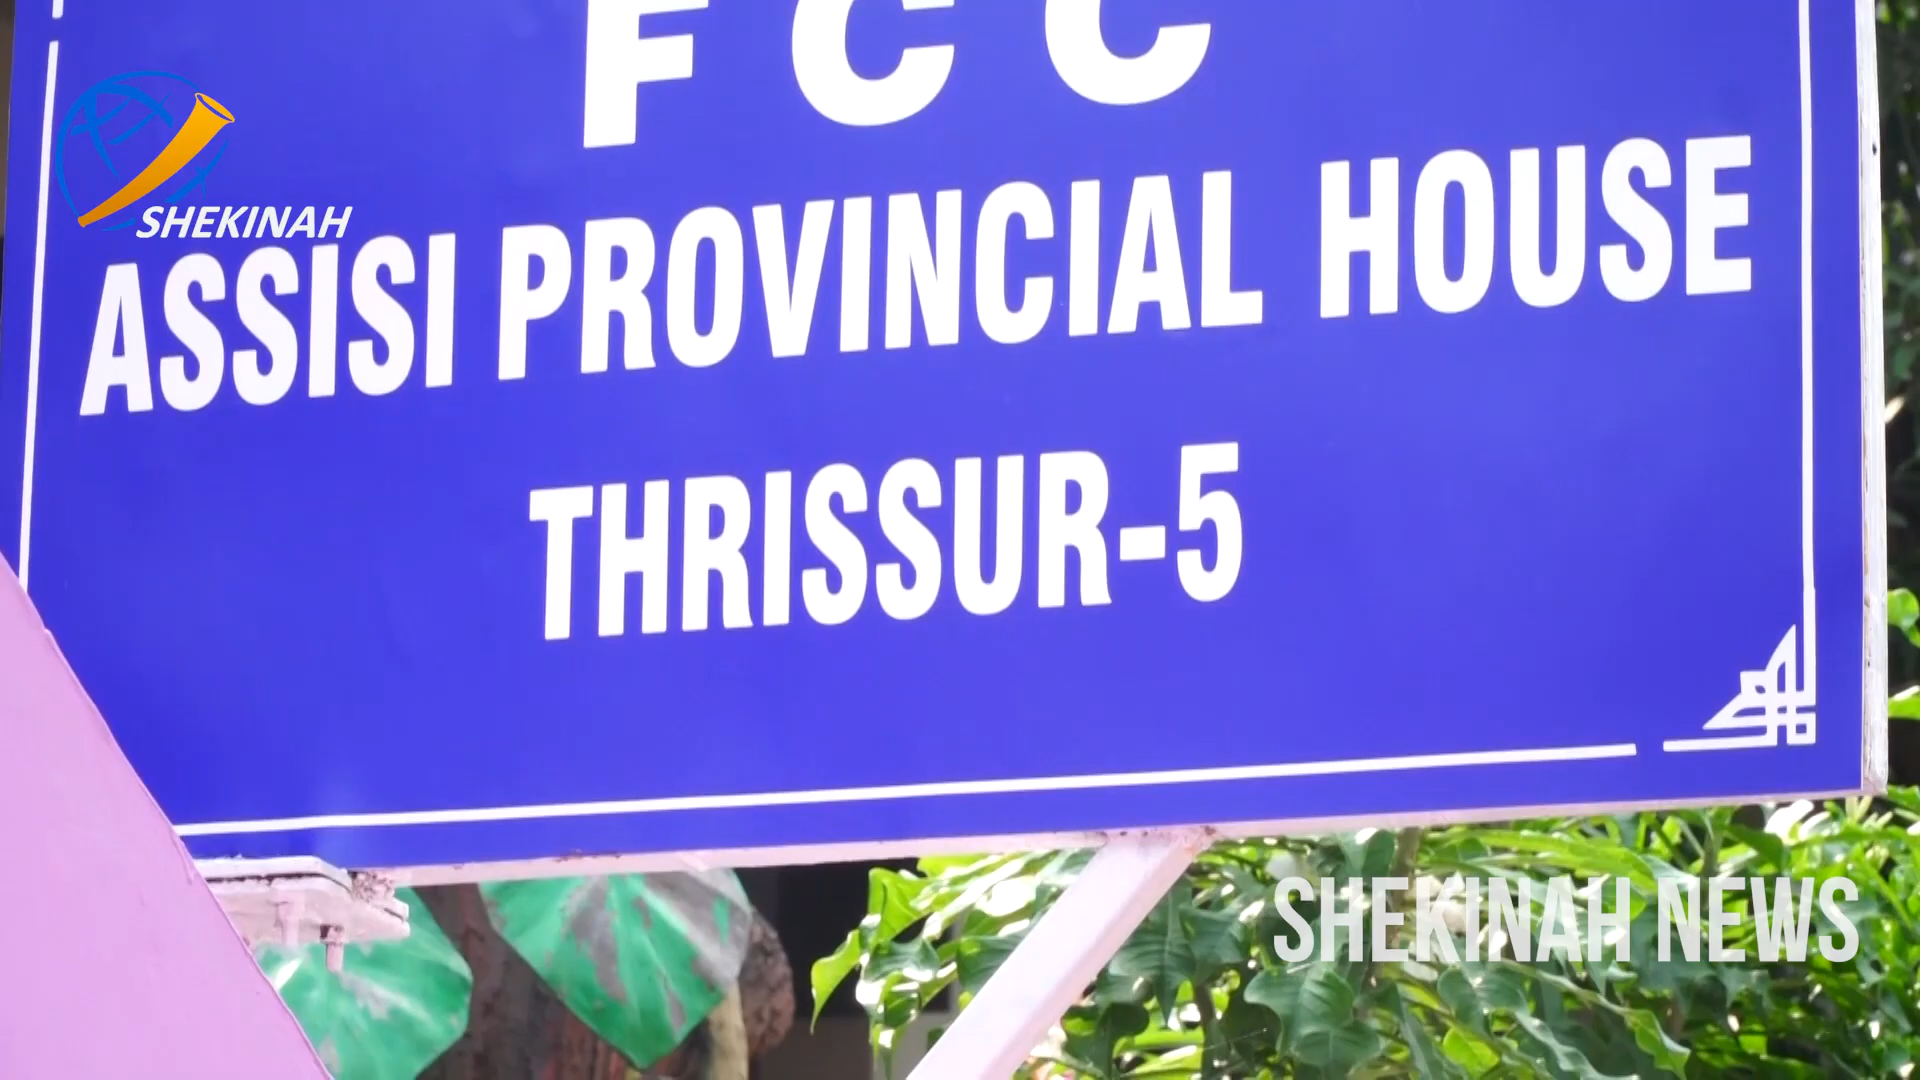 FCC
SHEKINAH
ASSISI PROVINCIAL HOUSE
THRISSUR-5
SHEKINAH NEWS